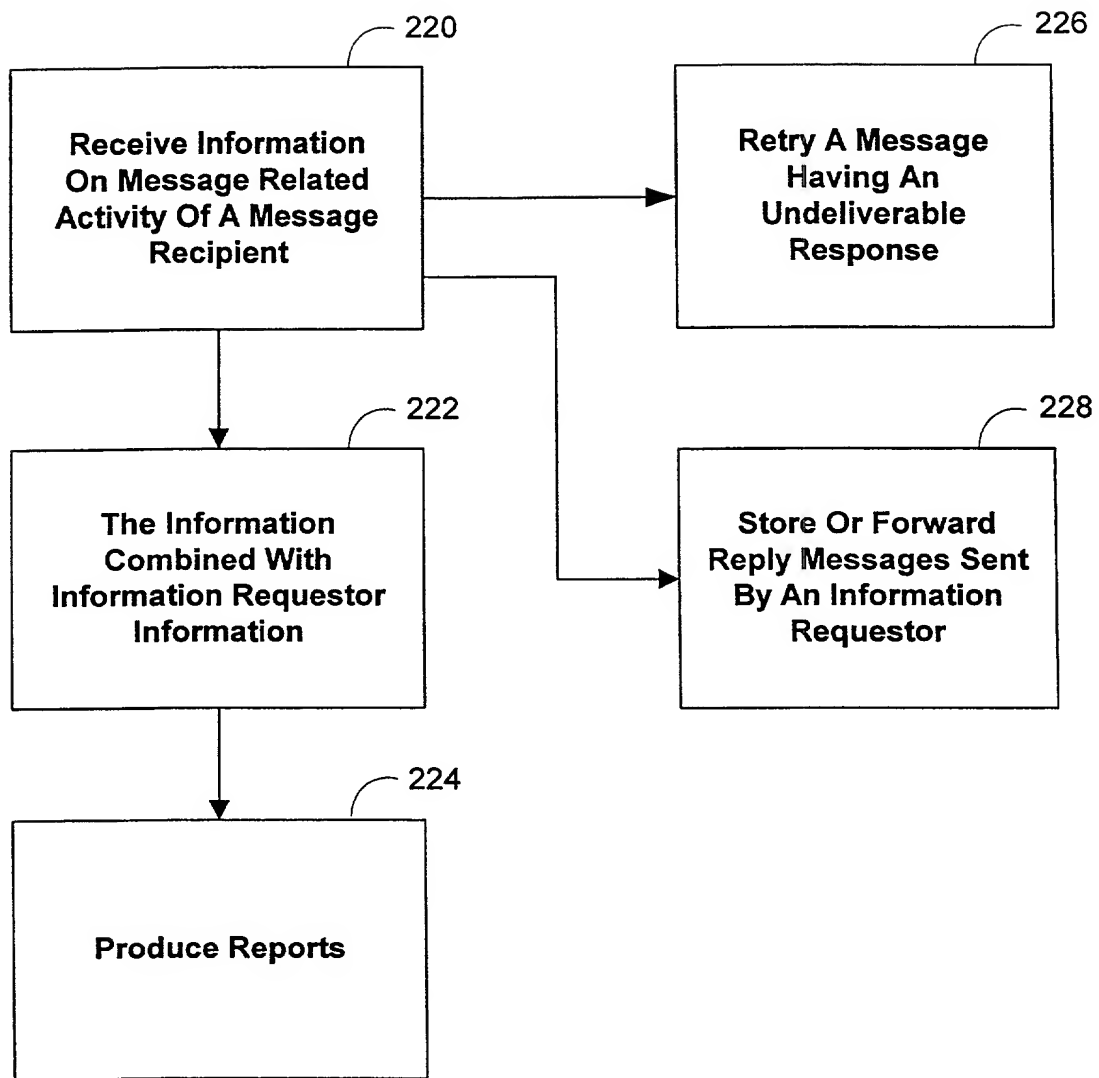 220
Receive Information
On Message Related
Activity Of A Message
Recipient
226
Retry A Message
Having An
Undeliverable
Response
222
The Information
Combined With
Information Requestor
Information
228
Store Or Forward
Reply Messages Sent
By An Information
Requestor
224
Produce Reports